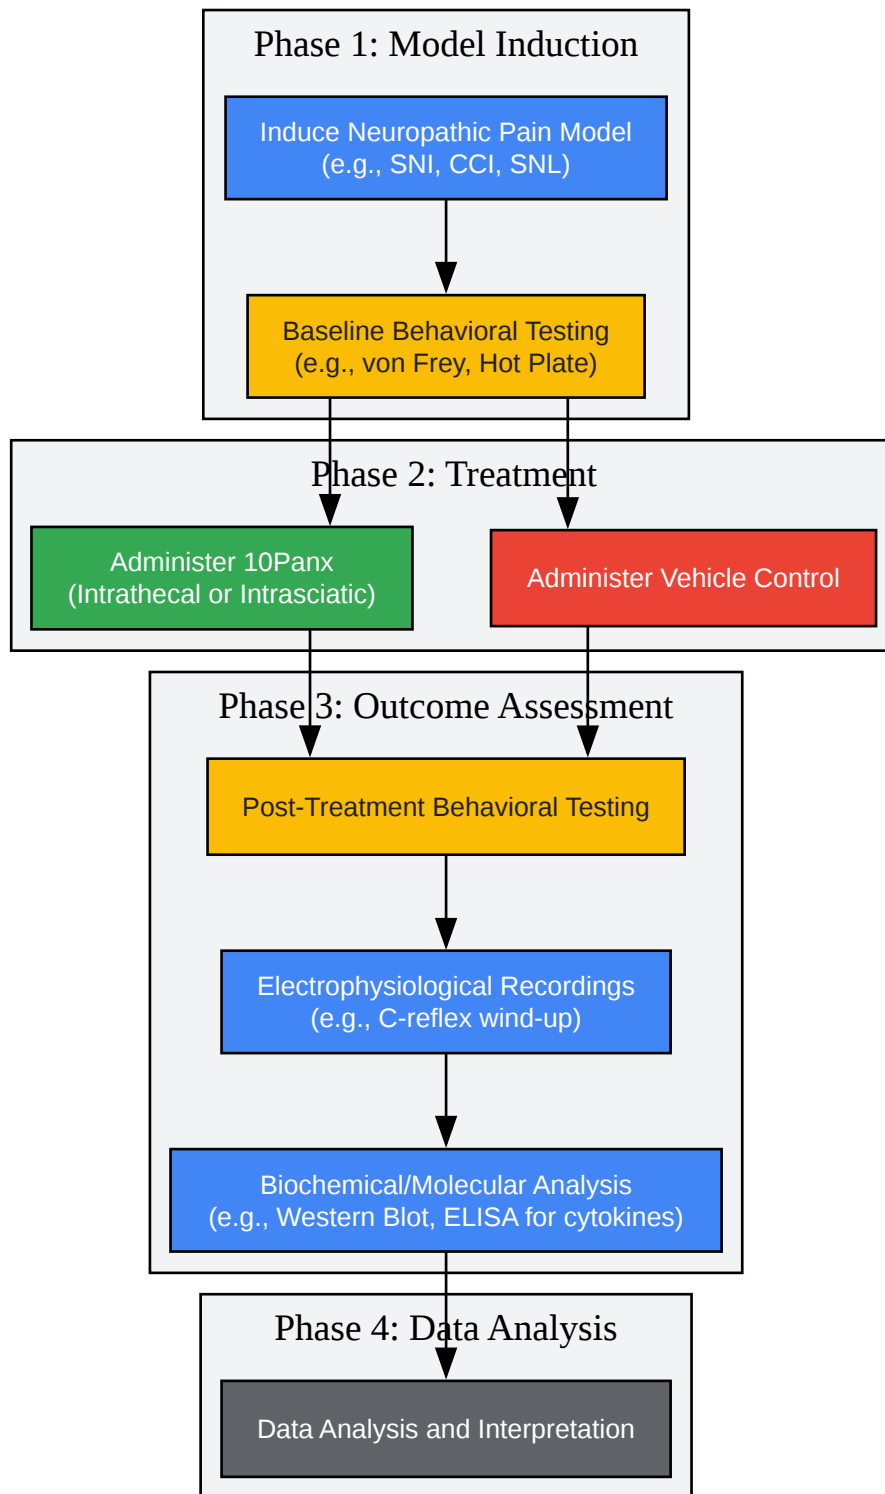 Phase 1: Model Induction
Induce Neuropathic Pain Model
(e.g., SNI, CCI, SNL)
Baseline Behavioral Testing
(e.g., von Frey, Hot Plate)
Phase 2: Treatment
Administer 10Panx
(Intrathecal or Intrasciatic)
Administer Vehicle Control
Phase 3: Outcome Assessment
Post-Treatment Behavioral Testing
Electrophysiological Recordings
(e.g., C-reflex wind-up)
Biochemical/Molecular Analysis
(e.g., Western Blot, ELISA for cytokines)
Phase 4: Data Analysis
Data Analysis and Interpretation